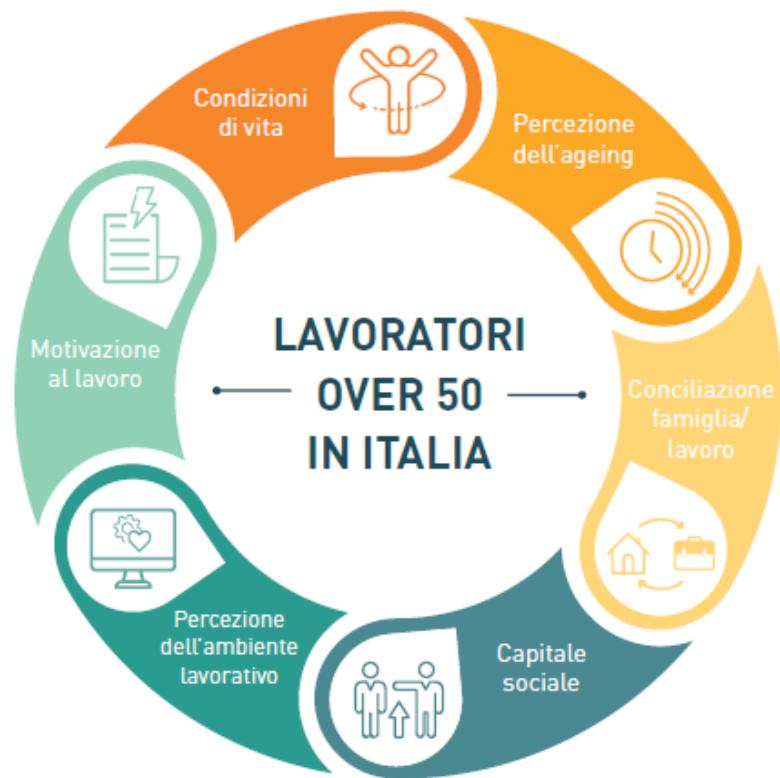 Condizioni
di vita
Percezione
dell'ageing
Conciliazione
famiglia/
lavoro
Capitale
sociale
Percezione
dell'ambiente
lavorativo
Motivazione
al lavoro
LAVORATORI
OVER 50
IN ITALIA